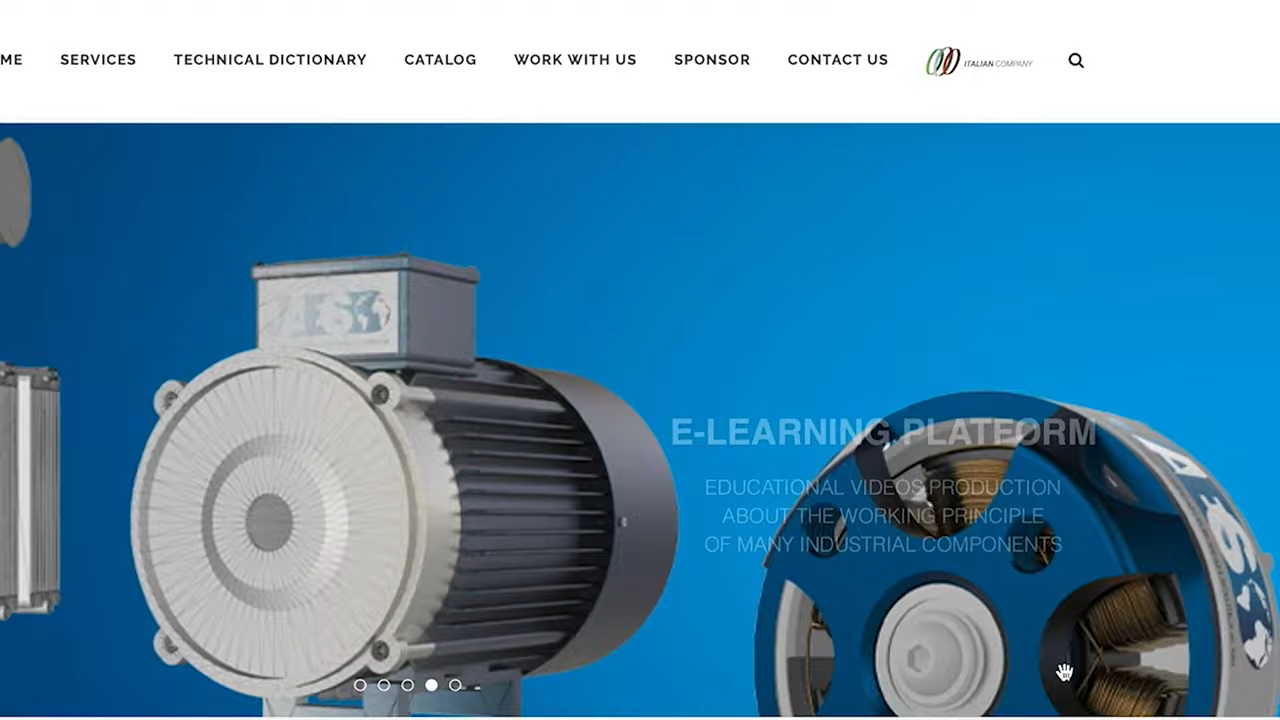 ME SERVICES TECHNICAL DICTIONARY CATALOG WORK WITH US SPONSOR CONTACT US ITALIAN COMPANY
E-LEARNING PLATFORM
EDUCATIONAL VIDEOS PRODUCTION
ABOUT THE WORKING PRINCIPLE
OF MANY INDUSTRIAL COMPONENTS